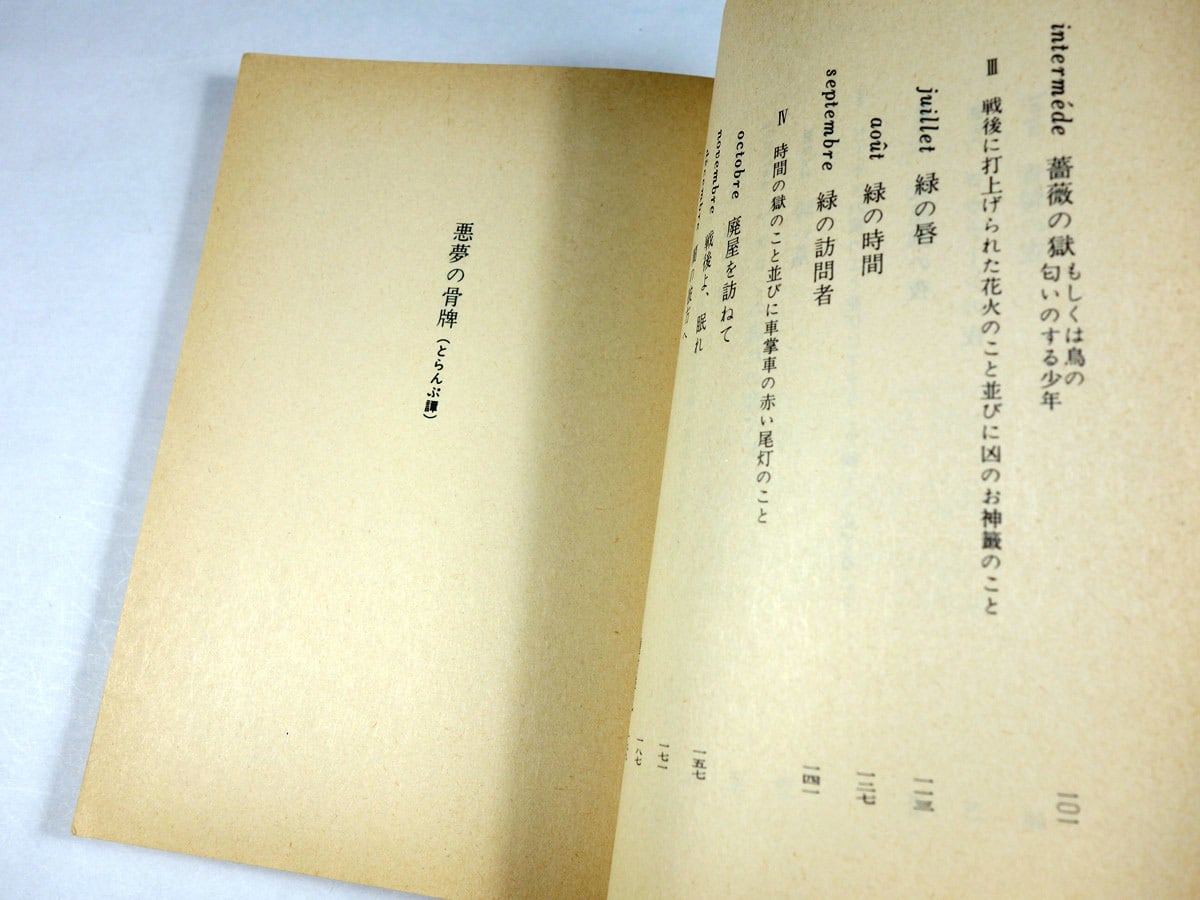 interméde 薔薇の獄 もしくは鳥の匂いのする少年 一〇一
Ⅲ 戦後に打上げられた花火のこと並びに凶のお神籤のこと
juillet 緑の唇 一一三
août 緑の時間 一二七
septembre 緑の訪問者 一四一
Ⅳ 時間の獄のこと並びに車掌車の赤い尾灯のこと
octobre 廃屋を訪ねて 一五七
novembre 戦後よ、眠れ 一七一
一八七
悪夢の骨牌(とらんぷ譚)